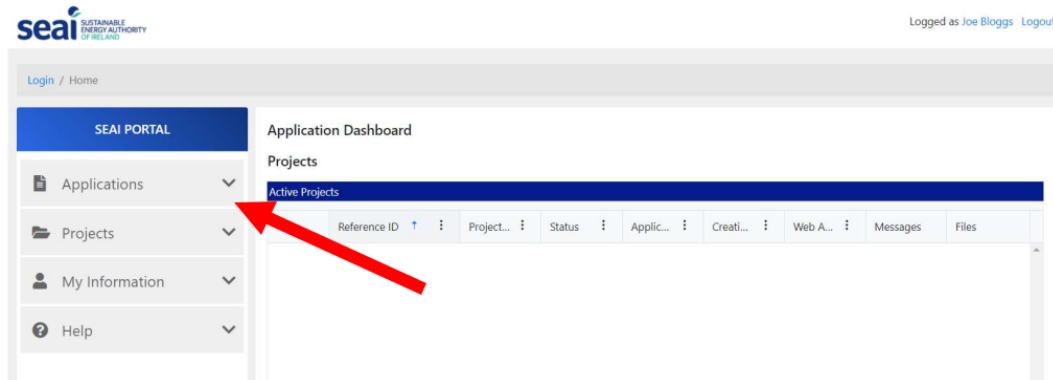 seai SUSTAINABLE
ENERGY AUTHORITY
OF IRELAND
Logged as Joe Bloggs Logout
Login / Home
SEAI PORTAL
Applications
Projects
My Information
Help
Application Dashboard
Projects
Active Projects
Reference ID ↑ Project... Status Applic... Creati... Web A... Messages Files